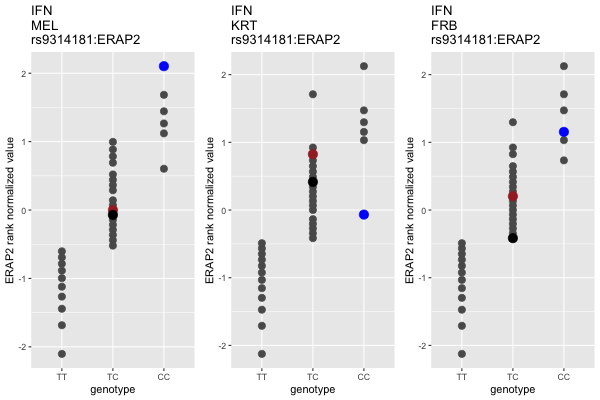 IFN
MEL
rs9314181:ERAP2
ERAP2 rank normalized value
2
1
0
-1
-2
TT TC CC
genotype
IFN
KRT
rs9314181:ERAP2
ERAP2 rank normalized value
2
1
0
-1
-2
TT TC CC
genotype
IFN
FRB
rs9314181:ERAP2
ERAP2 rank normalized value
2
1
0
-1
-2
TT TC CC
genotype